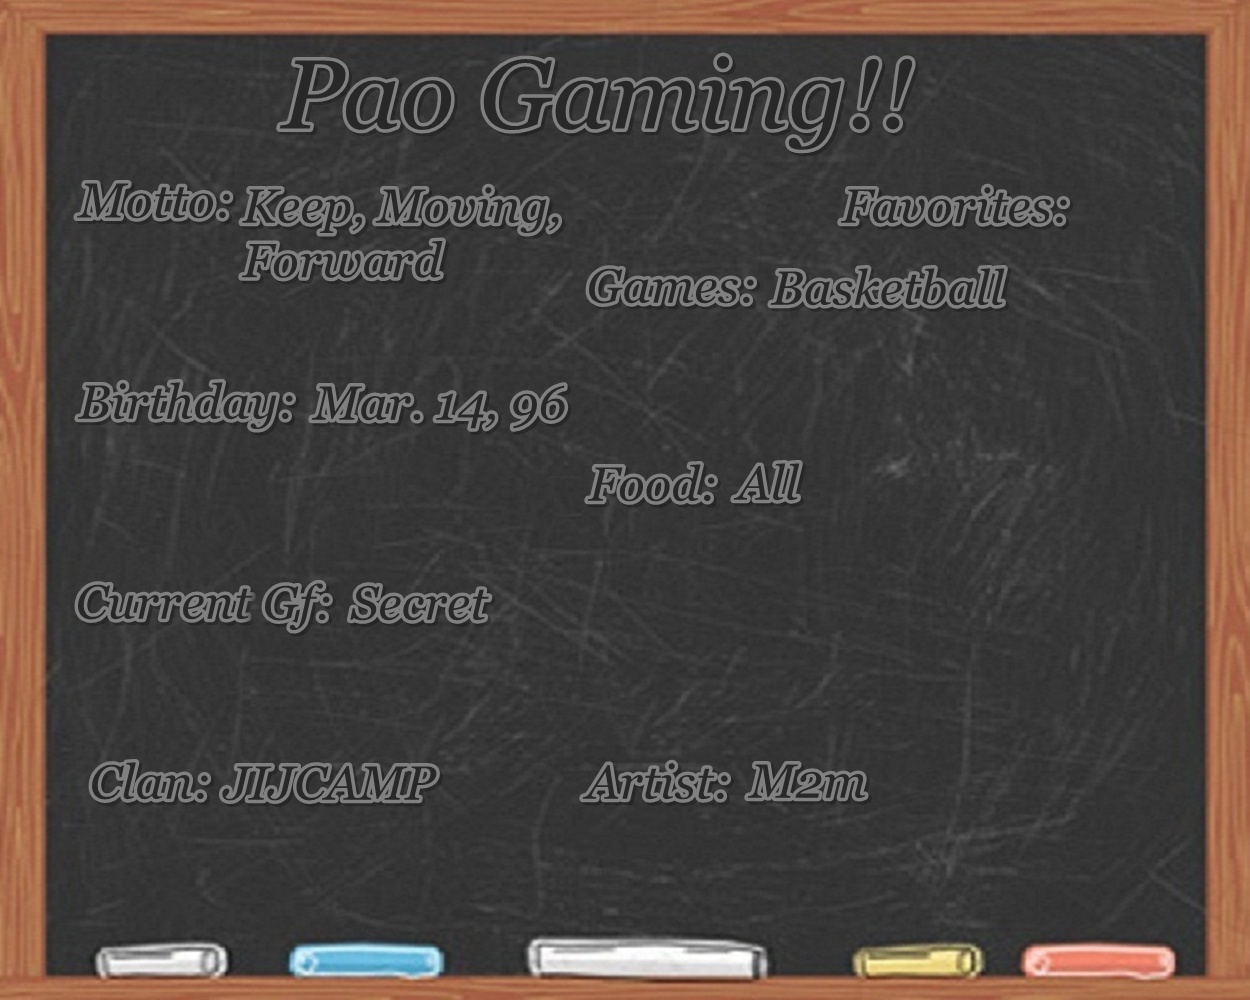 Pao Gaming!!
Motto: Keep, Moving,
Forward
Birthday: Mar. 14, 96
Current Gf: Secret
Clan: JIJCAMP
Favorites:
Games: Basketball
Food: All
Artist: M2m